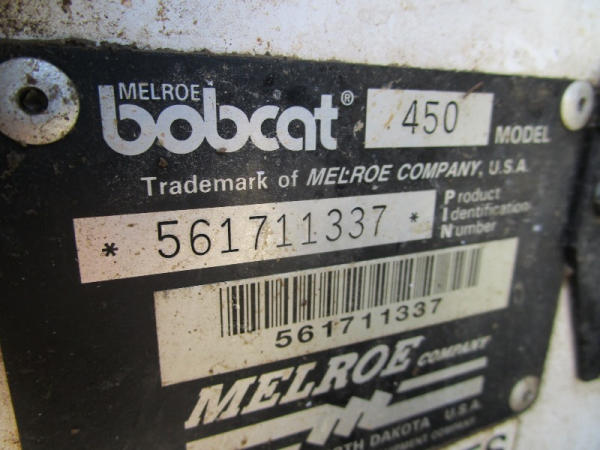 MELROE
bobcat® 450 MODEL
Trademark of MELROE COMPANY, U.S.A.
* 561711337 * Product Identification Number
561711337
MELROE COMPANY
NORTH DAKOTA U.S.A.